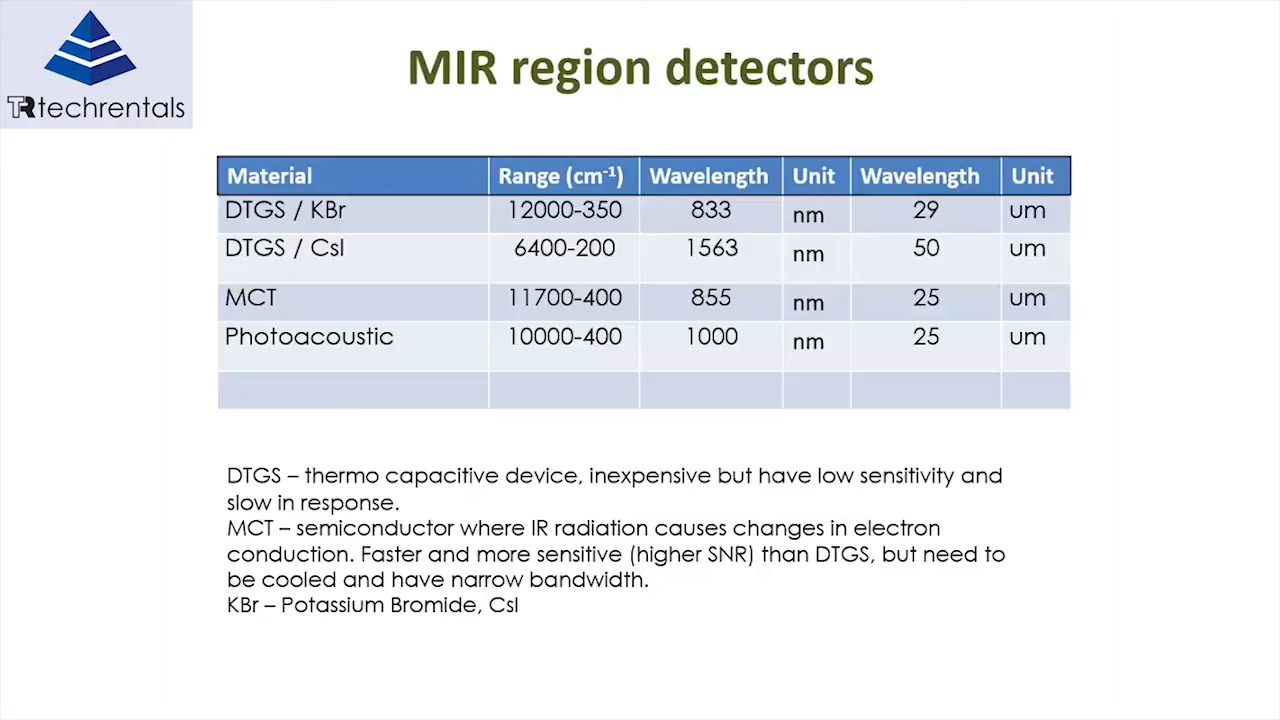 TR techrentals
MIR region detectors
Material Range (cm-1) Wavelength Unit Wavelength Unit
DTGS / KBr 12000-350 833 nm 29 um
DTGS / CsI 6400-200 1563 nm 50 um
MCT 11700-400 855 nm 25 um
Photoacoustic 10000-400 1000 nm 25 um
DTGS – thermo capacitive device, inexpensive but have low sensitivity and
slow in response.
MCT – semiconductor where IR radiation causes changes in electron
conduction. Faster and more sensitive (higher SNR) than DTGS, but need to
be cooled and have narrow bandwidth.
KBr – Potassium Bromide, CsI